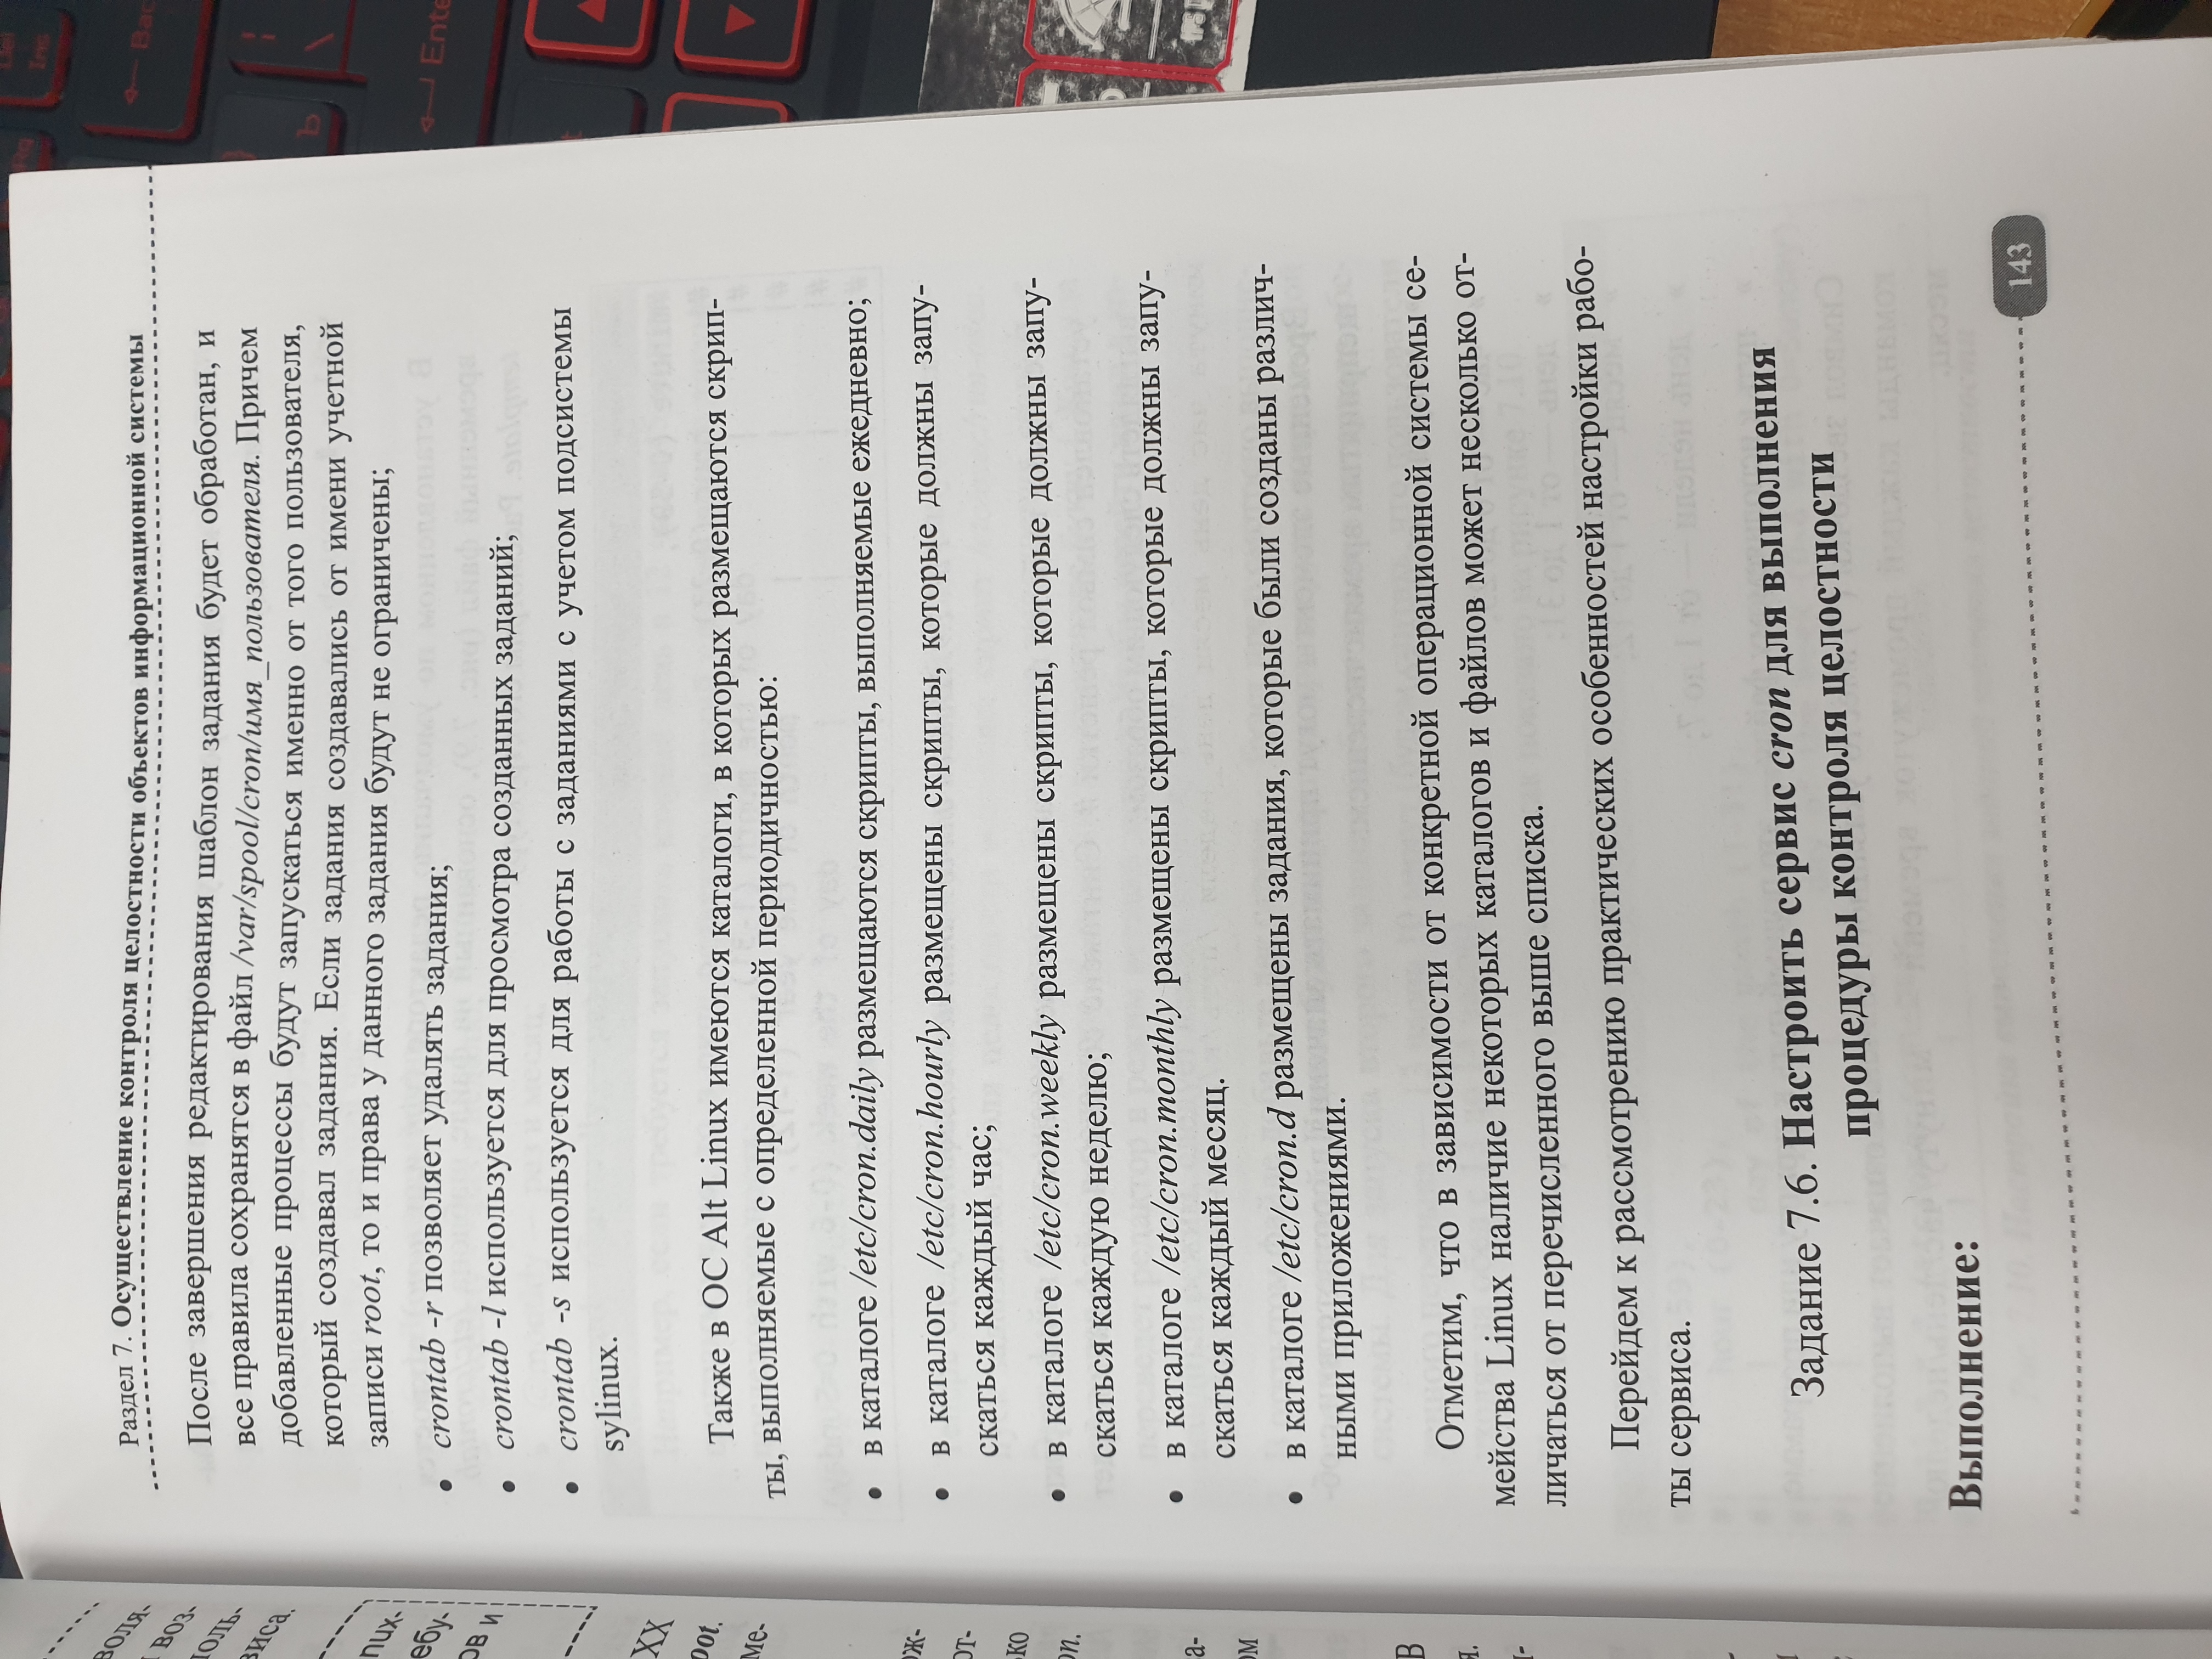 Раздел 7. Осуществление контроля целостности объектов информационной системы
После завершения редактирования шаблон задания будет обработан, и
все правила сохранятся в файл /var/spool/cron/имя_пользователя. Причем
добавленные процессы будут запускаться именно от того пользователя,
который создавал задания. Если задания создавались от имени учетной
записи root, то и права у данного задания будут не ограничены;
• crontab -r позволяет удалять задания;
• crontab -l используется для просмотра созданных заданий;
• crontab -s используется для работы с заданиями с учетом подсистемы
sylinux.
Также в ОС Alt Linux имеются каталоги, в которых размещаются скрип-
ты, выполняемые с определенной периодичностью:
• в каталоге /etc/cron.daily размещаются скрипты, выполняемые ежедневно;
• в каталоге /etc/cron.hourly размещены скрипты, которые должны запу-
скаться каждый час;
• в каталоге /etc/cron.weekly размещены скрипты, которые должны запу-
скаться каждую неделю;
• в каталоге /etc/cron.monthly размещены скрипты, которые должны запу-
скаться каждый месяц.
• в каталоге /etc/cron.d размещены задания, которые были созданы различ-
ными приложениями.
Отметим, что в зависимости от конкретной операционной системы се-
мейства Linux наличие некоторых каталогов и файлов может несколько от-
личаться от перечисленного выше списка.
Перейдем к рассмотрению практических особенностей настройки рабо-
ты сервиса.
Задание 7.6. Настроить сервис cron для выполнения
процедуры контроля целостности
Выполнение:
143